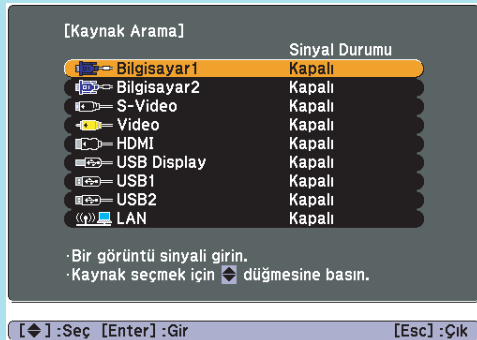 [Kaynak Arama]
Sinyal Durumu
Bilgisayar1 Kapalı
Bilgisayar2 Kapalı
S-Video Kapalı
Video Kapalı
HDMI Kapalı
USB Display Kapalı
USB1 Kapalı
USB2 Kapalı
LAN Kapalı
·Bir görüntü sinyali girin.
·Kaynak seçmek için düğmesine basın.
[◆] :Seç [Enter] :Gir [Esc] :Çık